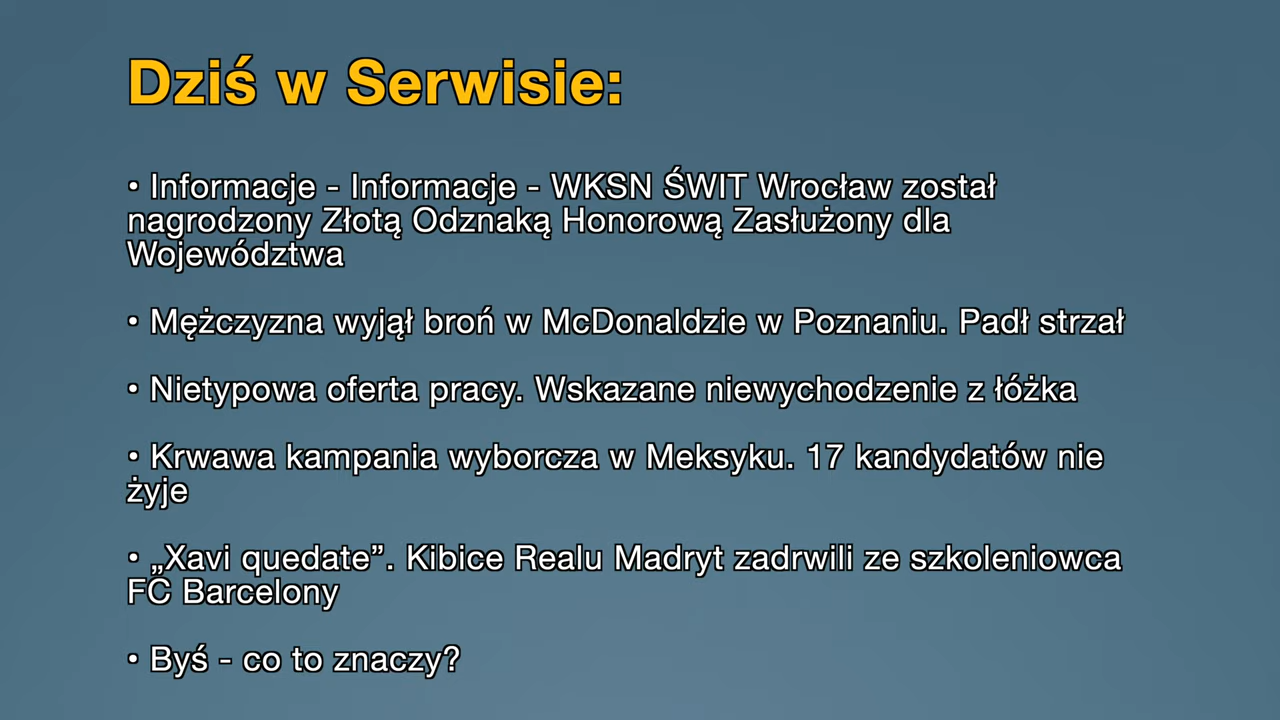 Dziś w Serwisie:
• Informacje - Informacje - WKSN ŚWIT Wrocław został
nagrodzony Złotą Odznaką Honorową Zasłużony dla
Województwa
• Mężczyzna wyjął broń w McDonaldzie w Poznaniu. Padł strzał
• Nietypowa oferta pracy. Wskazane niewychodzenie z łóżka
• Krwawa kampania wyborcza w Meksyku. 17 kandydatów nie
żyje
• „Xavi quedate”. Kibice Realu Madryt zadrwili ze szkoleniowca
FC Barcelony
• Byś - co to znaczy?